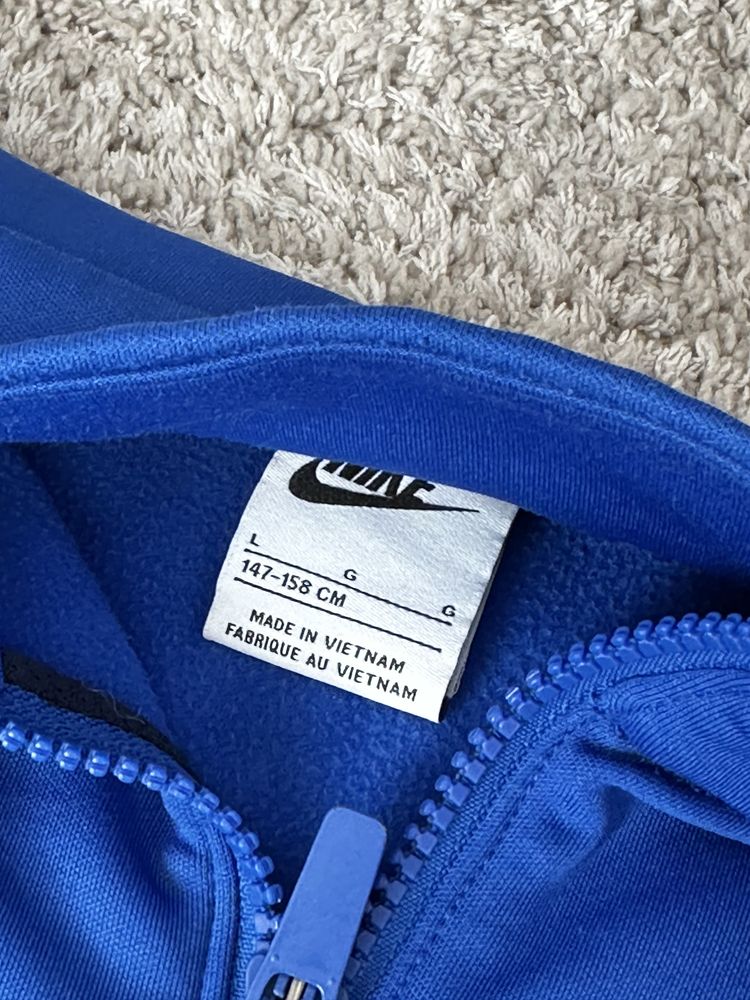 NIKE
L G G
147-158 CM
MADE IN VIETNAM
FABRIQUE AU VIETNAM